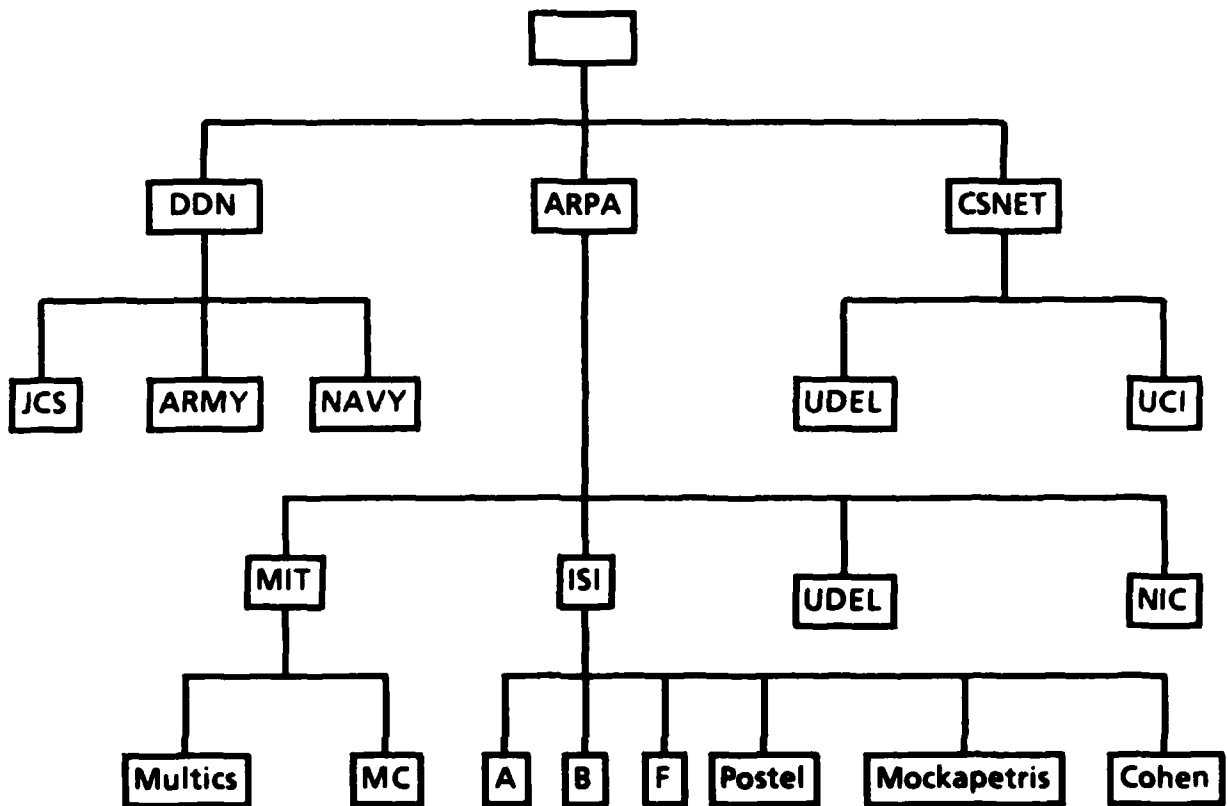 DDN ARPA CSNET
JCS ARMY NAVY UDEL UCI
MIT ISI UDEL NIC
Multics MC A B F Postel Mockapetris Cohen